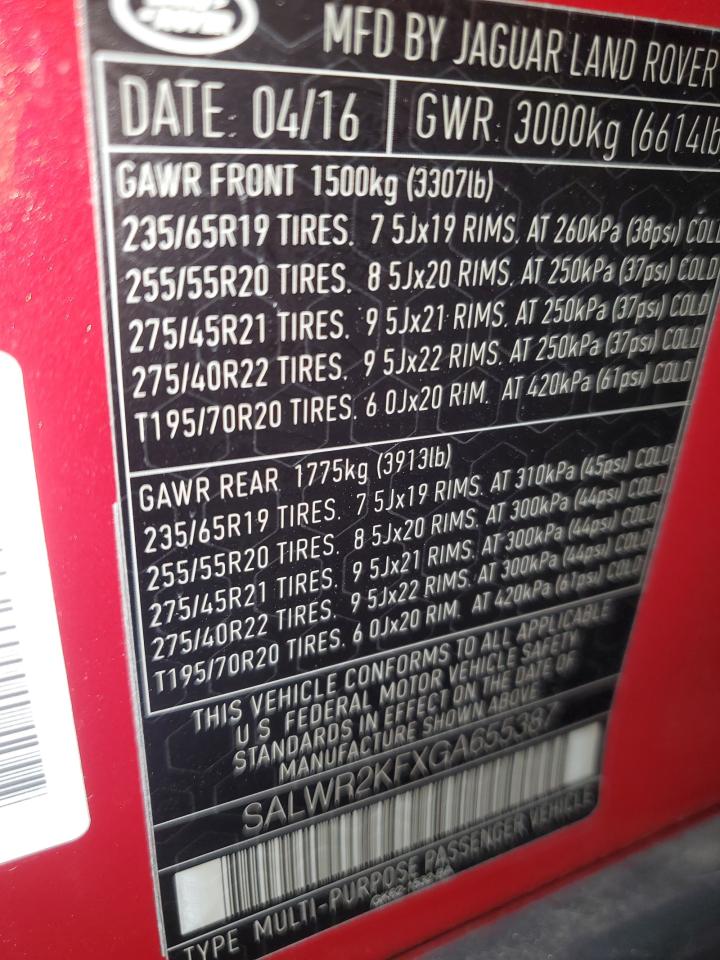 MFD BY JAGUAR LAND ROVER
DATE: 04/16 GWR: 3000kg (6614lb
GAWR FRONT 1500kg (3307lb)
235/65R19 TIRES. 7 5Jx19 RIMS. AT 260kPa (38psi) COLD
255/55R20 TIRES. 8 5Jx20 RIMS. AT 250kPa (37psi) COLD
275/45R21 TIRES. 9 5Jx21 RIMS. AT 250kPa (37psi) COLD
275/40R22 TIRES. 9 5Jx22 RIMS. AT 250kPa (37psi) COLD
T195/70R20 TIRES. 6 0Jx20 RIM. AT 420kPa (61psi) COLD
GAWR REAR 1775kg (3913lb)
235/65R19 TIRES. 7 5Jx19 RIMS. AT 310kPa (45psi) COLD
255/55R20 TIRES. 8 5Jx20 RIMS. AT 300kPa (44psi) COLD
275/45R21 TIRES. 9 5Jx21 RIMS. AT 300kPa (44psi) COLD
275/40R22 TIRES. 9 5Jx22 RIMS. AT 300kPa (44psi) COLD
T195/70R20 TIRES. 6 0Jx20 RIM. AT 420kPa (61psi) COLD
THIS VEHICLE CONFORMS TO ALL APPLICABLE
U.S FEDERAL MOTOR VEHICLE SAFETY
STANDARDS IN EFFECT ON THE DATE OF
MANUFACTURE SHOWN ABOVE
SALWR2KFXGA655387
TYPE MULTI-PURPOSE PASSENGER VEHICLE